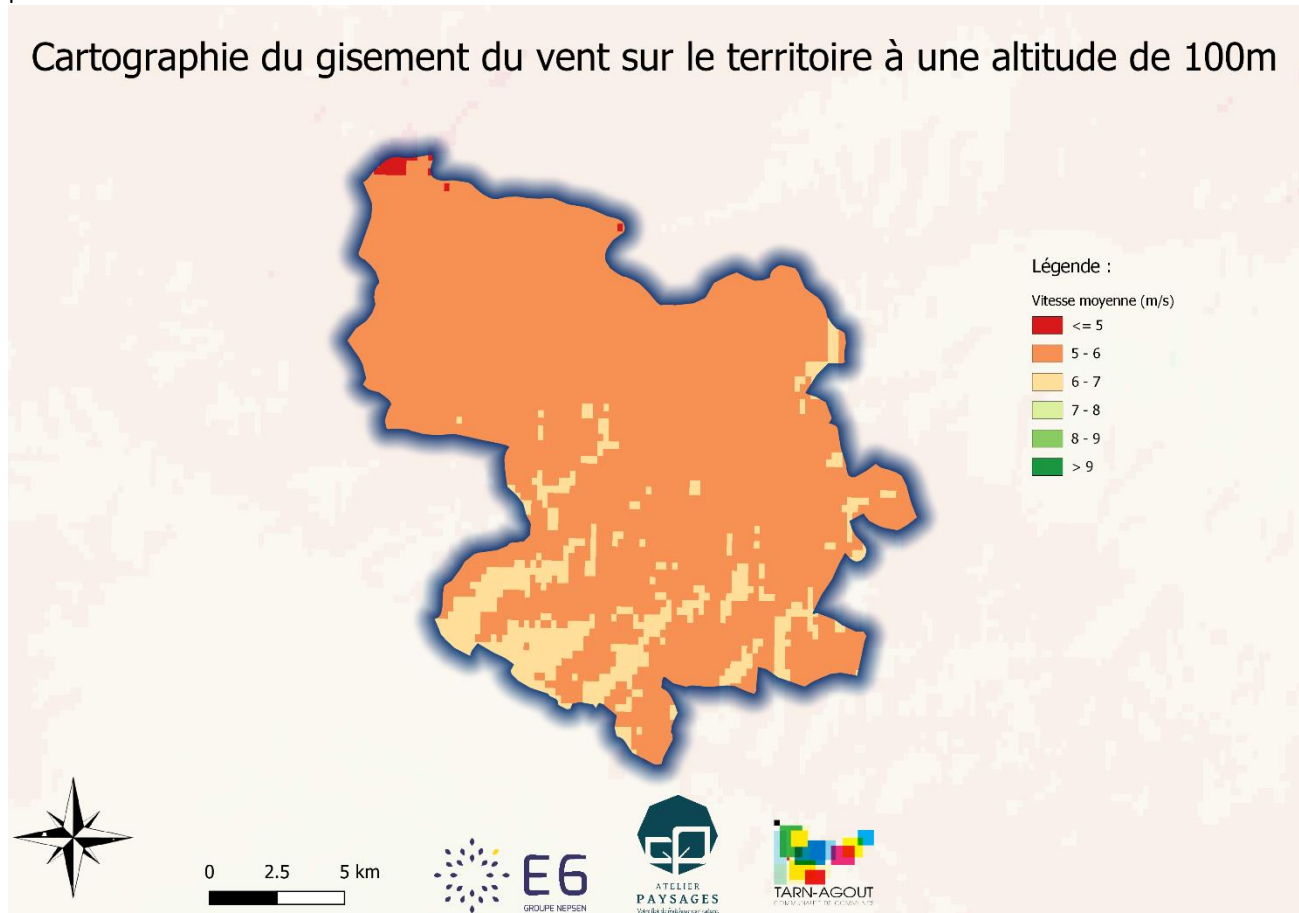 Cartographie du gisement du vent sur le territoire à une altitude de 100m
Légende :
Vitesse moyenne (m/s)
<= 5
5 - 6
6 - 7
7 - 8
8 - 9
> 9
0 2.5 5 km
E6
GROUPE NEPSEN
ATELIER
PAYSAGES
TARN-AGOUT